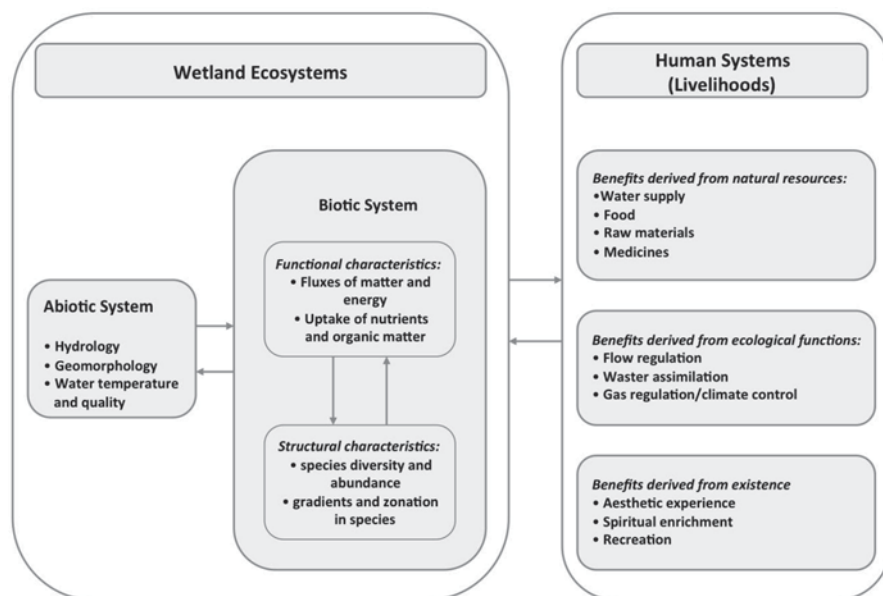 Wetland Ecosystems
Abiotic System
• Hydrology
• Geomorphology
• Water temperature
and quality
Biotic System
Functional characteristics:
• Fluxes of matter and
energy
• Uptake of nutrients
and organic matter
Structural characteristics:
• species diversity and
abundance
• gradients and zonation
in species
Human Systems
(Livelihoods)
Benefits derived from natural resources:
•Water supply
• Food
• Raw materials
• Medicines
Benefits derived from ecological functions:
• Flow regulation
• Waster assimilation
• Gas regulation/climate control
Benefits derived from existence
• Aesthetic experience
• Spiritual enrichment
• Recreation